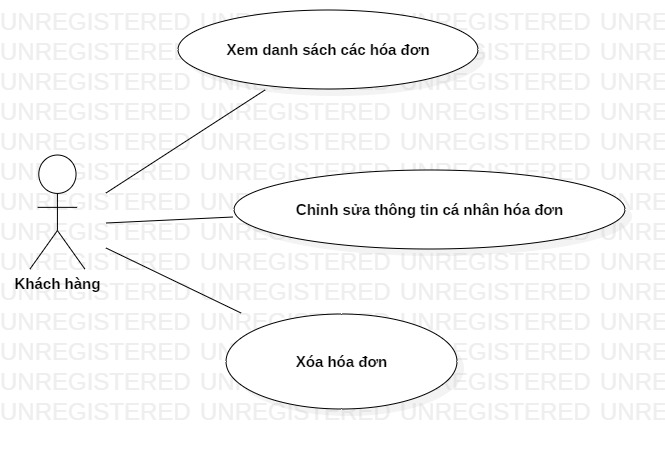 Xem danh sách các hóa đơn
Chỉnh sửa thông tin cá nhân hóa đơn
Khách hàng
Xóa hóa đơn
UNREGISTERED UNREGISTERED UNREGISTERED UNRE